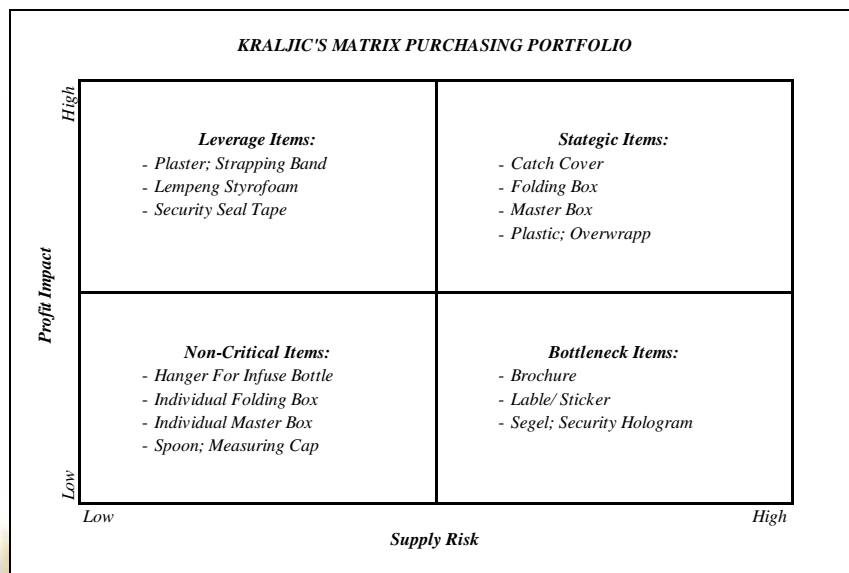 KRALJIC'S MATRIX PURCHASING PORTFOLIO
High
Leverage Items:
- Plaster; Strapping Band
- Lempeng Styrofoam
- Security Seal Tape
Stategic Items:
- Catch Cover
- Folding Box
- Master Box
- Plastic; Overwrapp
Profit Impact
Non-Critical Items:
- Hanger For Infuse Bottle
- Individual Folding Box
- Individual Master Box
- Spoon; Measuring Cap
Bottleneck Items:
- Brochure
- Lable/ Sticker
- Segel; Security Hologram
Low
Low
High
Supply Risk